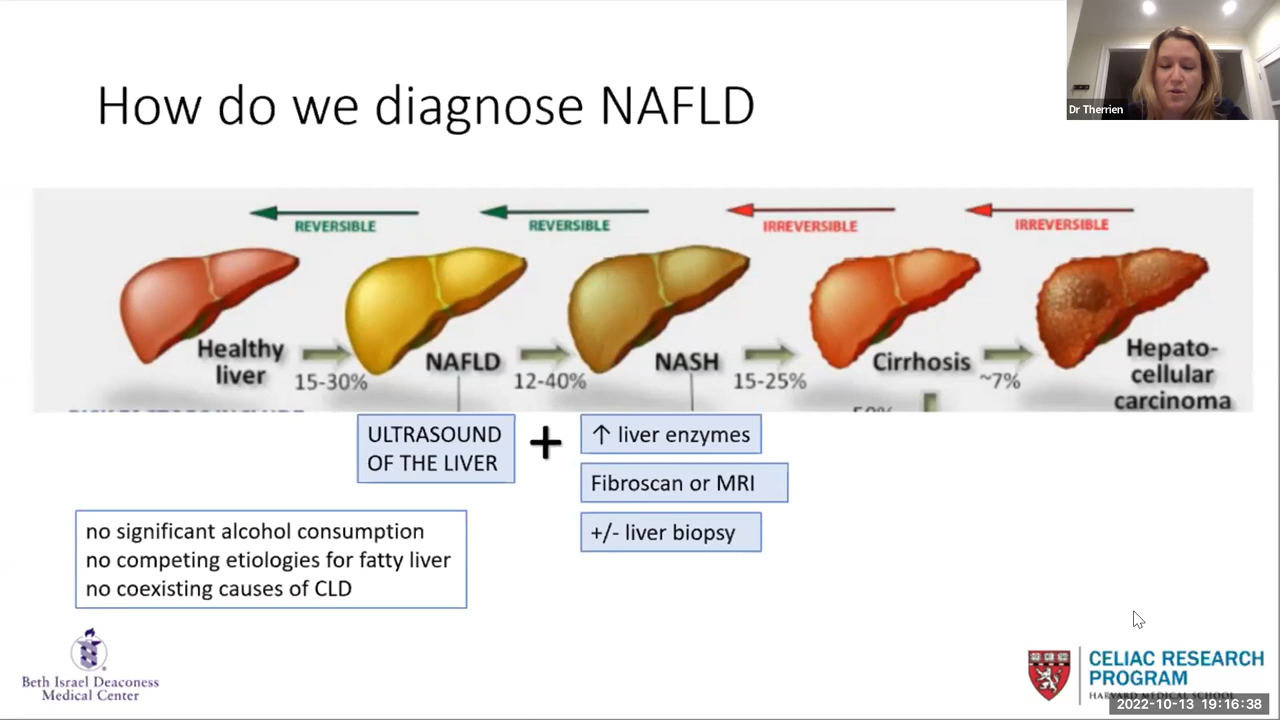 Dr Therrien
How do we diagnose NAFLD
REVERSIBLE
REVERSIBLE
IRREVERSIBLE
IRREVERSIBLE
Healthy
liver
15-30%
NAFLD
12-40%
NASH
15-25%
Cirrhosis
~7%
Hepato-
cellular
carcinoma
50%
ULTRASOUND
OF THE LIVER
+
↑ liver enzymes
Fibroscan or MRI
+/- liver biopsy
no significant alcohol consumption
no competing etiologies for fatty liver
no coexisting causes of CLD
Beth Israel Deaconess
Medical Center
CELIAC RESEARCH
PROGRAM
HARVARD MEDICAL SCHOOL
2022-10-13 19:16:38